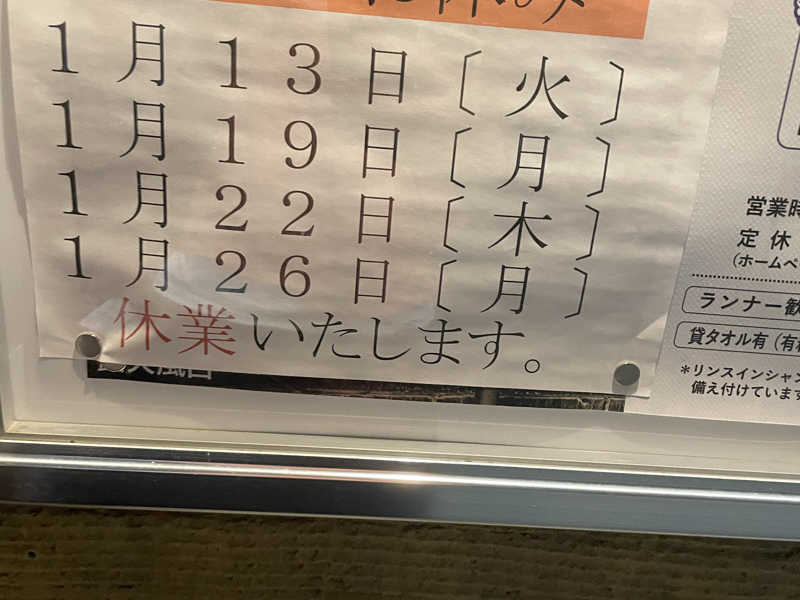 1月13日〔火〕
1月19日〔月〕
1月22日〔木〕
1月26日〔月〕
休業いたします。
営業時
定休
(ホームペ
ランナー歓
貸タオル有(有
*リンスインシャン
備え付けています